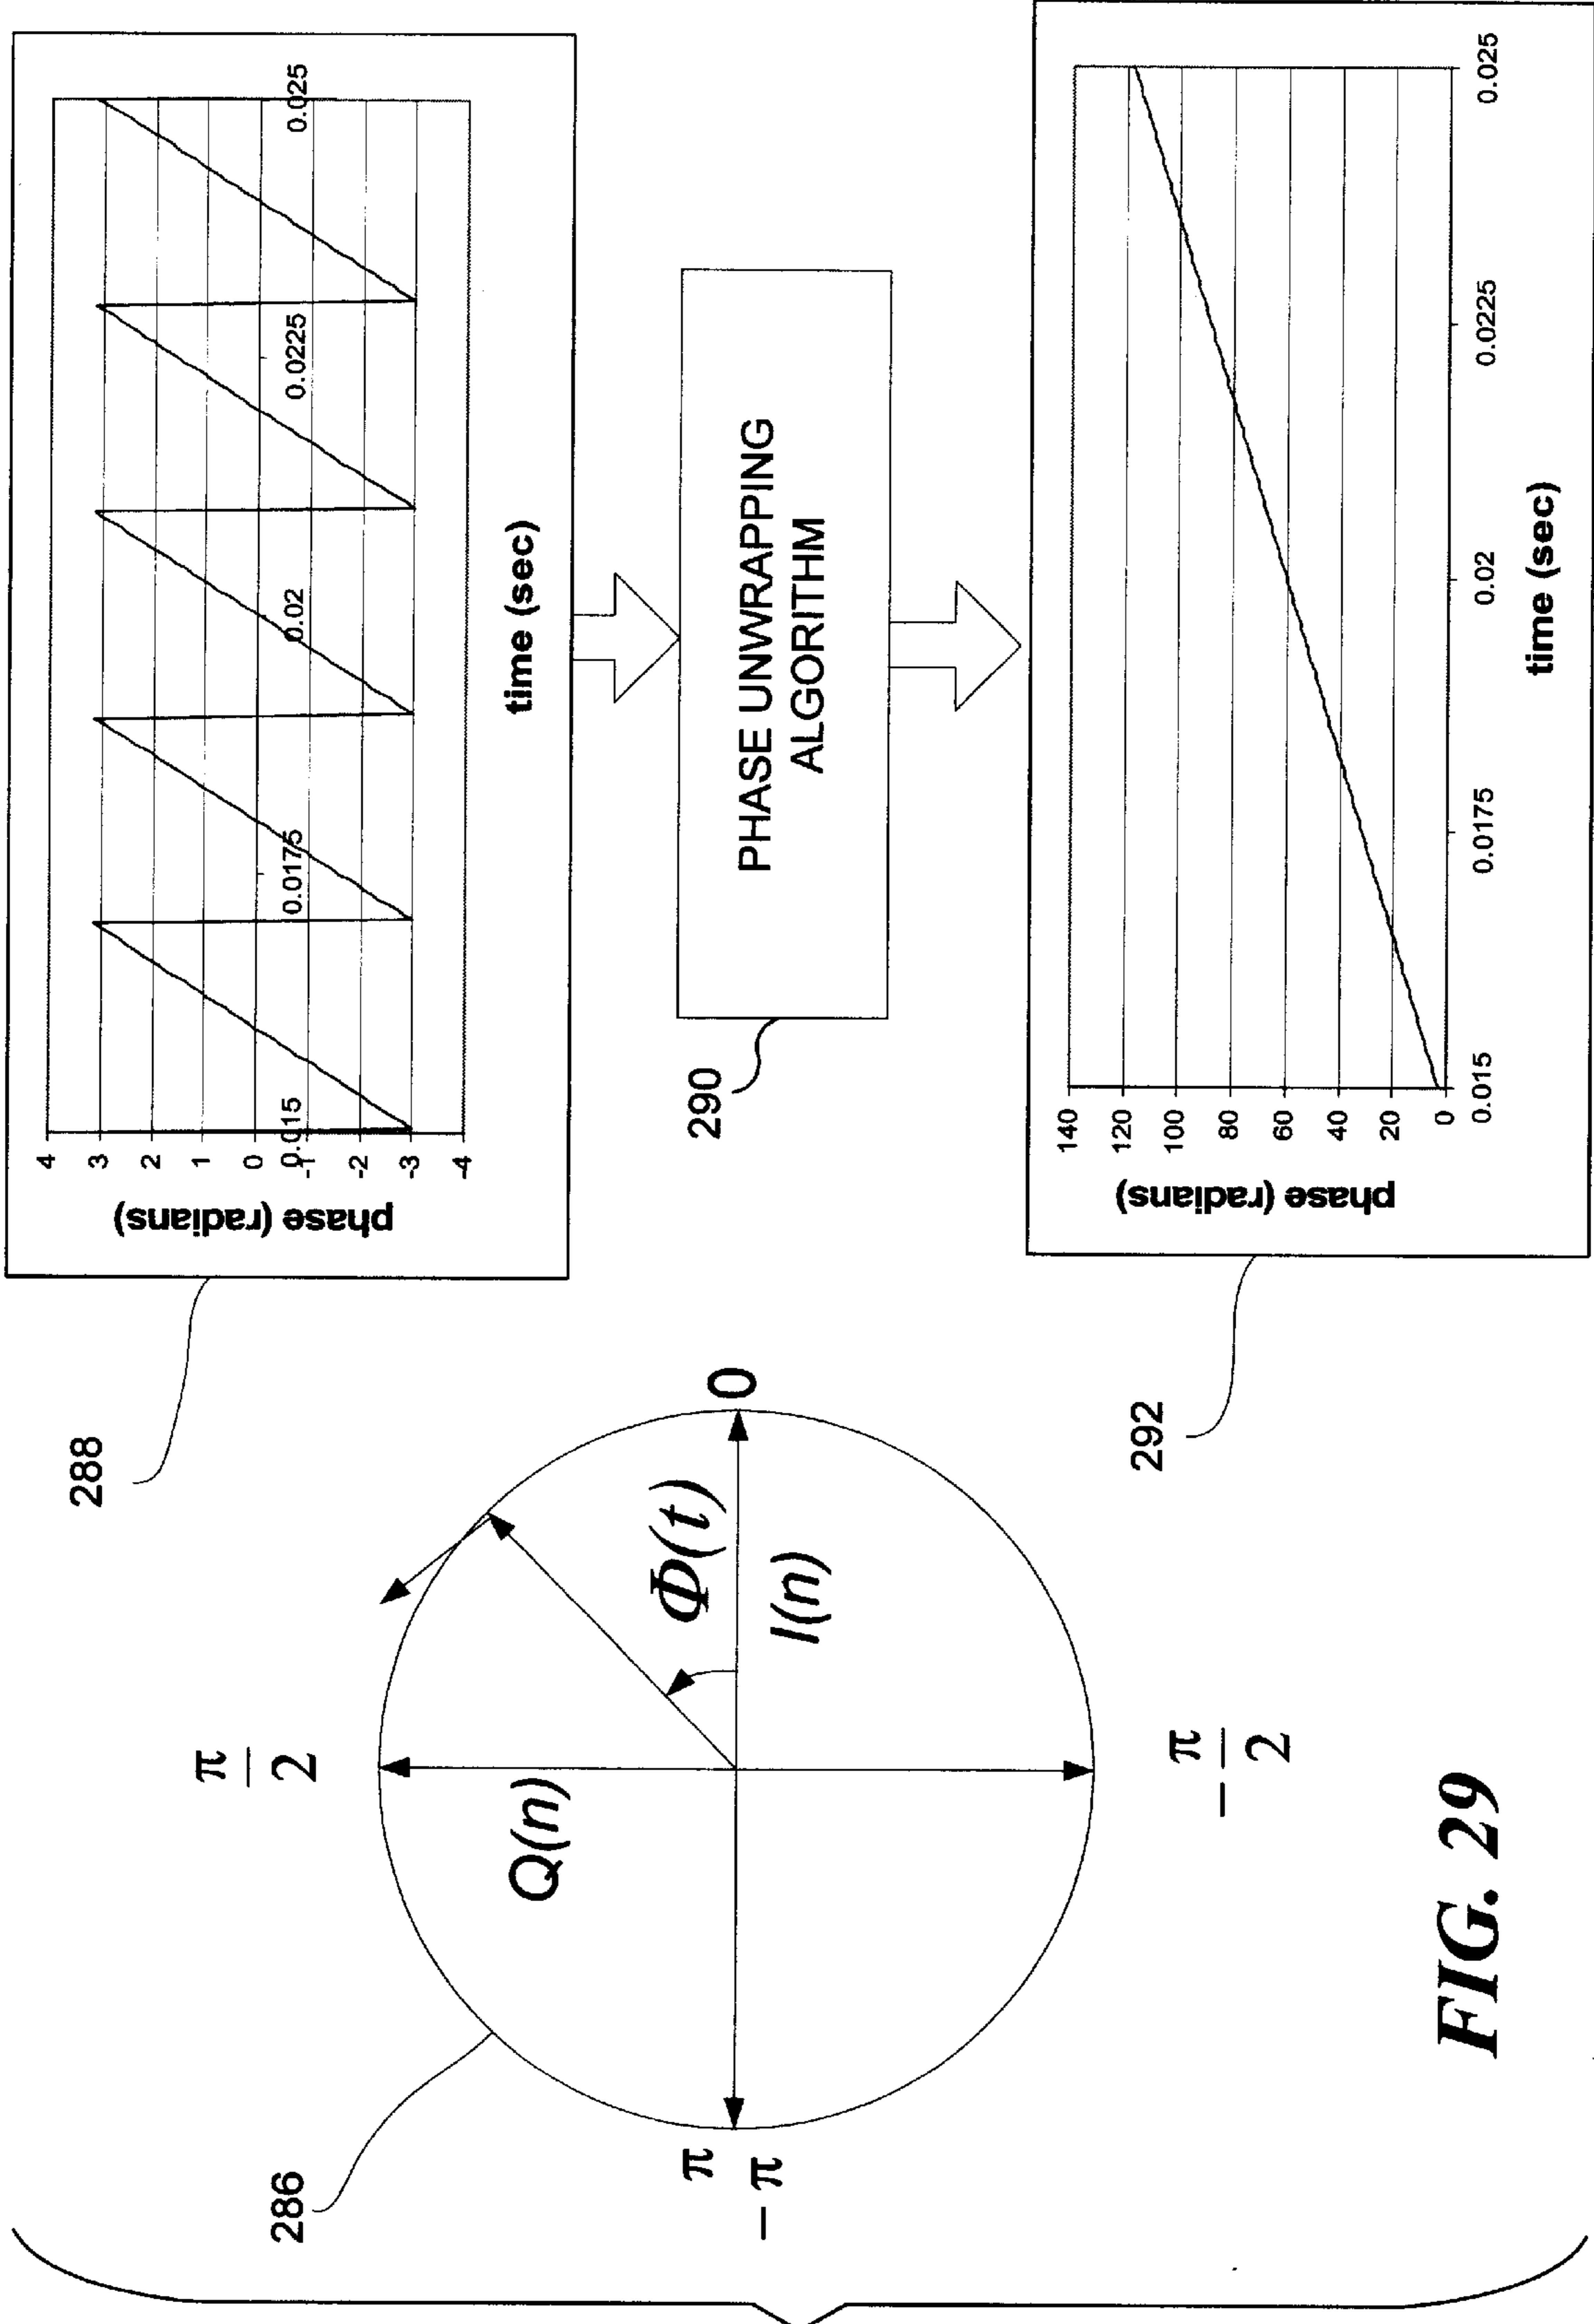 286
π
2
Q(n)
Φ(t)
I(n)
0
π
– π
– π
2
288
phase (radians)
4
3
2
1
0
-1
-2
-3
-4
0.015
0.0175
0.02
0.0225
0.025
time (sec)
290
PHASE UNWRAPPING
ALGORITHM
292
phase (radians)
140
120
100
80
60
40
20
0
0.015
0.0175
0.02
0.0225
0.025
time (sec)
FIG. 29